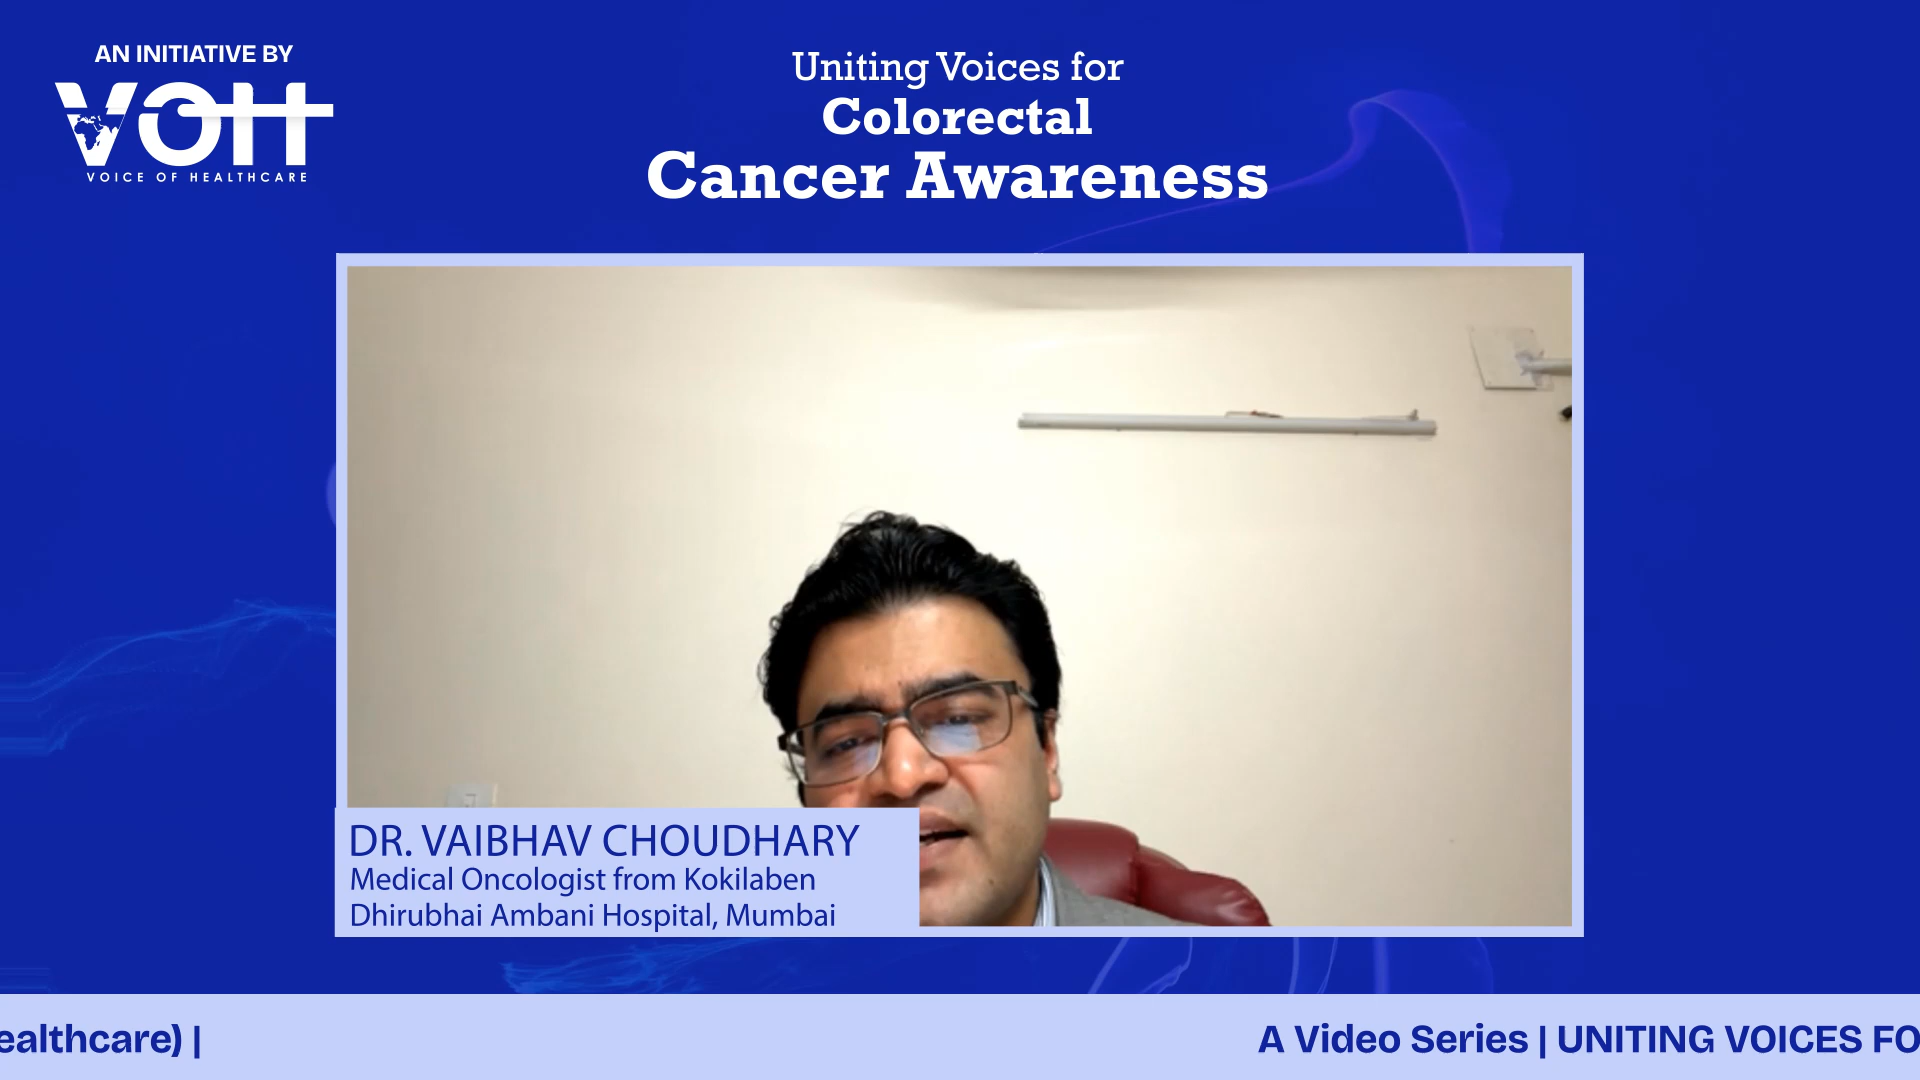 AN INITIATIVE BY
VOH
VOICE OF HEALTHCARE
Uniting Voices for
Colorectal
Cancer Awareness
DR. VAIBHAV CHOUDHARY
Medical Oncologist from Kokilaben
Dhirubhai Ambani Hospital, Mumbai
ealthcare) | A Video Series | UNITING VOICES FO